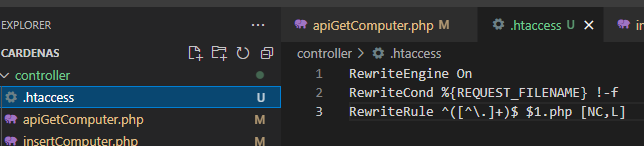 EXPLORER
...
apiGetComputer.php M
.htaccess U
in
CARDENAS
controller > .htaccess
controller
1 RewriteEngine On
.htaccess U
2 RewriteCond %{REQUEST_FILENAME} !-f
apiGetComputer.php M
3 RewriteRule ^([^\.]+)$ $1.php [NC,L]
insertComputer.php M